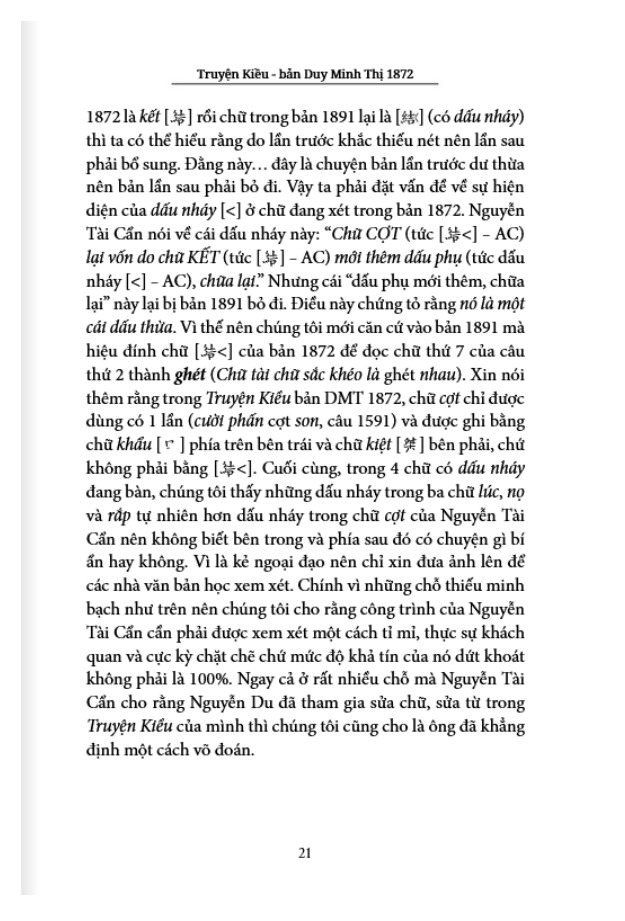 Truyện Kiều - bản Duy Minh Thị 1872
1872 là kết [결] rồi chữ trong bản 1891 lại là [結] (có dấu nháy)
thì ta có thể hiểu rằng do lần trước khắc thiếu nét nên lần sau
phải bổ sung. Đằng này… đây là chuyện bản lần trước dư thừa
nên bản lần sau phải bỏ đi. Vậy ta phải đặt vấn đề về sự hiện
diện của dấu nháy [<] ở chữ đang xét trong bản 1872. Nguyễn
Tài Cẩn nói về cái dấu nháy này: “Chữ CỢT (tức [<] – AC)
lại vốn do chữ KẾT (tức [] – AC) mới thêm dấu phụ (tức dấu
nháy [<] – AC), chữa lại.” Nhưng cái “dấu phụ mới thêm, chữa
lại” này lại bị bản 1891 bỏ đi. Điều này chứng tỏ rằng nó là một
cái dấu thừa. Vì thế nên chúng tôi mới căn cứ vào bản 1891 mà
hiệu đính chữ [<] của bản 1872 để đọc chữ thứ 7 của câu
thứ 2 thành ghét (Chữ tài chữ sắc khéo là ghét nhau). Xin nói
thêm rằng trong Truyện Kiều bản DMT 1872, chữ cợt chỉ được
dùng có 1 lần (cười phấn cợt son, câu 1591) và được ghi bằng
chữ khẩu [] phía trên bên trái và chữ kiệt [桀] bên phải, chứ
không phải bằng [<]. Cuối cùng, trong 4 chữ có dấu nháy
đang bàn, chúng tôi thấy những dấu nháy trong ba chữ lúc, nọ
và rắp tự nhiên hơn dấu nháy trong chữ cợt của Nguyễn Tài
Cẩn nên không biết bên trong và phía sau đó có chuyện gì bí
ẩn hay không. Vì là kẻ ngoại đạo nên chỉ xin đưa ảnh lên để
các nhà văn bản học xem xét. Chính vì những chỗ thiếu minh
bạch như trên nên chúng tôi cho rằng công trình của Nguyễn
Tài Cẩn cần phải được xem xét một cách tỉ mỉ, thực sự khách
quan và cực kỳ chặt chẽ chứ mức độ khả tín của nó dứt khoát
không phải là 100%. Ngay cả ở rất nhiều chỗ mà Nguyễn Tài
Cẩn cho rằng Nguyễn Du đã tham gia sửa chữ, sửa từ trong
Truyện Kiều của mình thì chúng tôi cũng cho là ông đã khẳng
định một cách võ đoán.
21